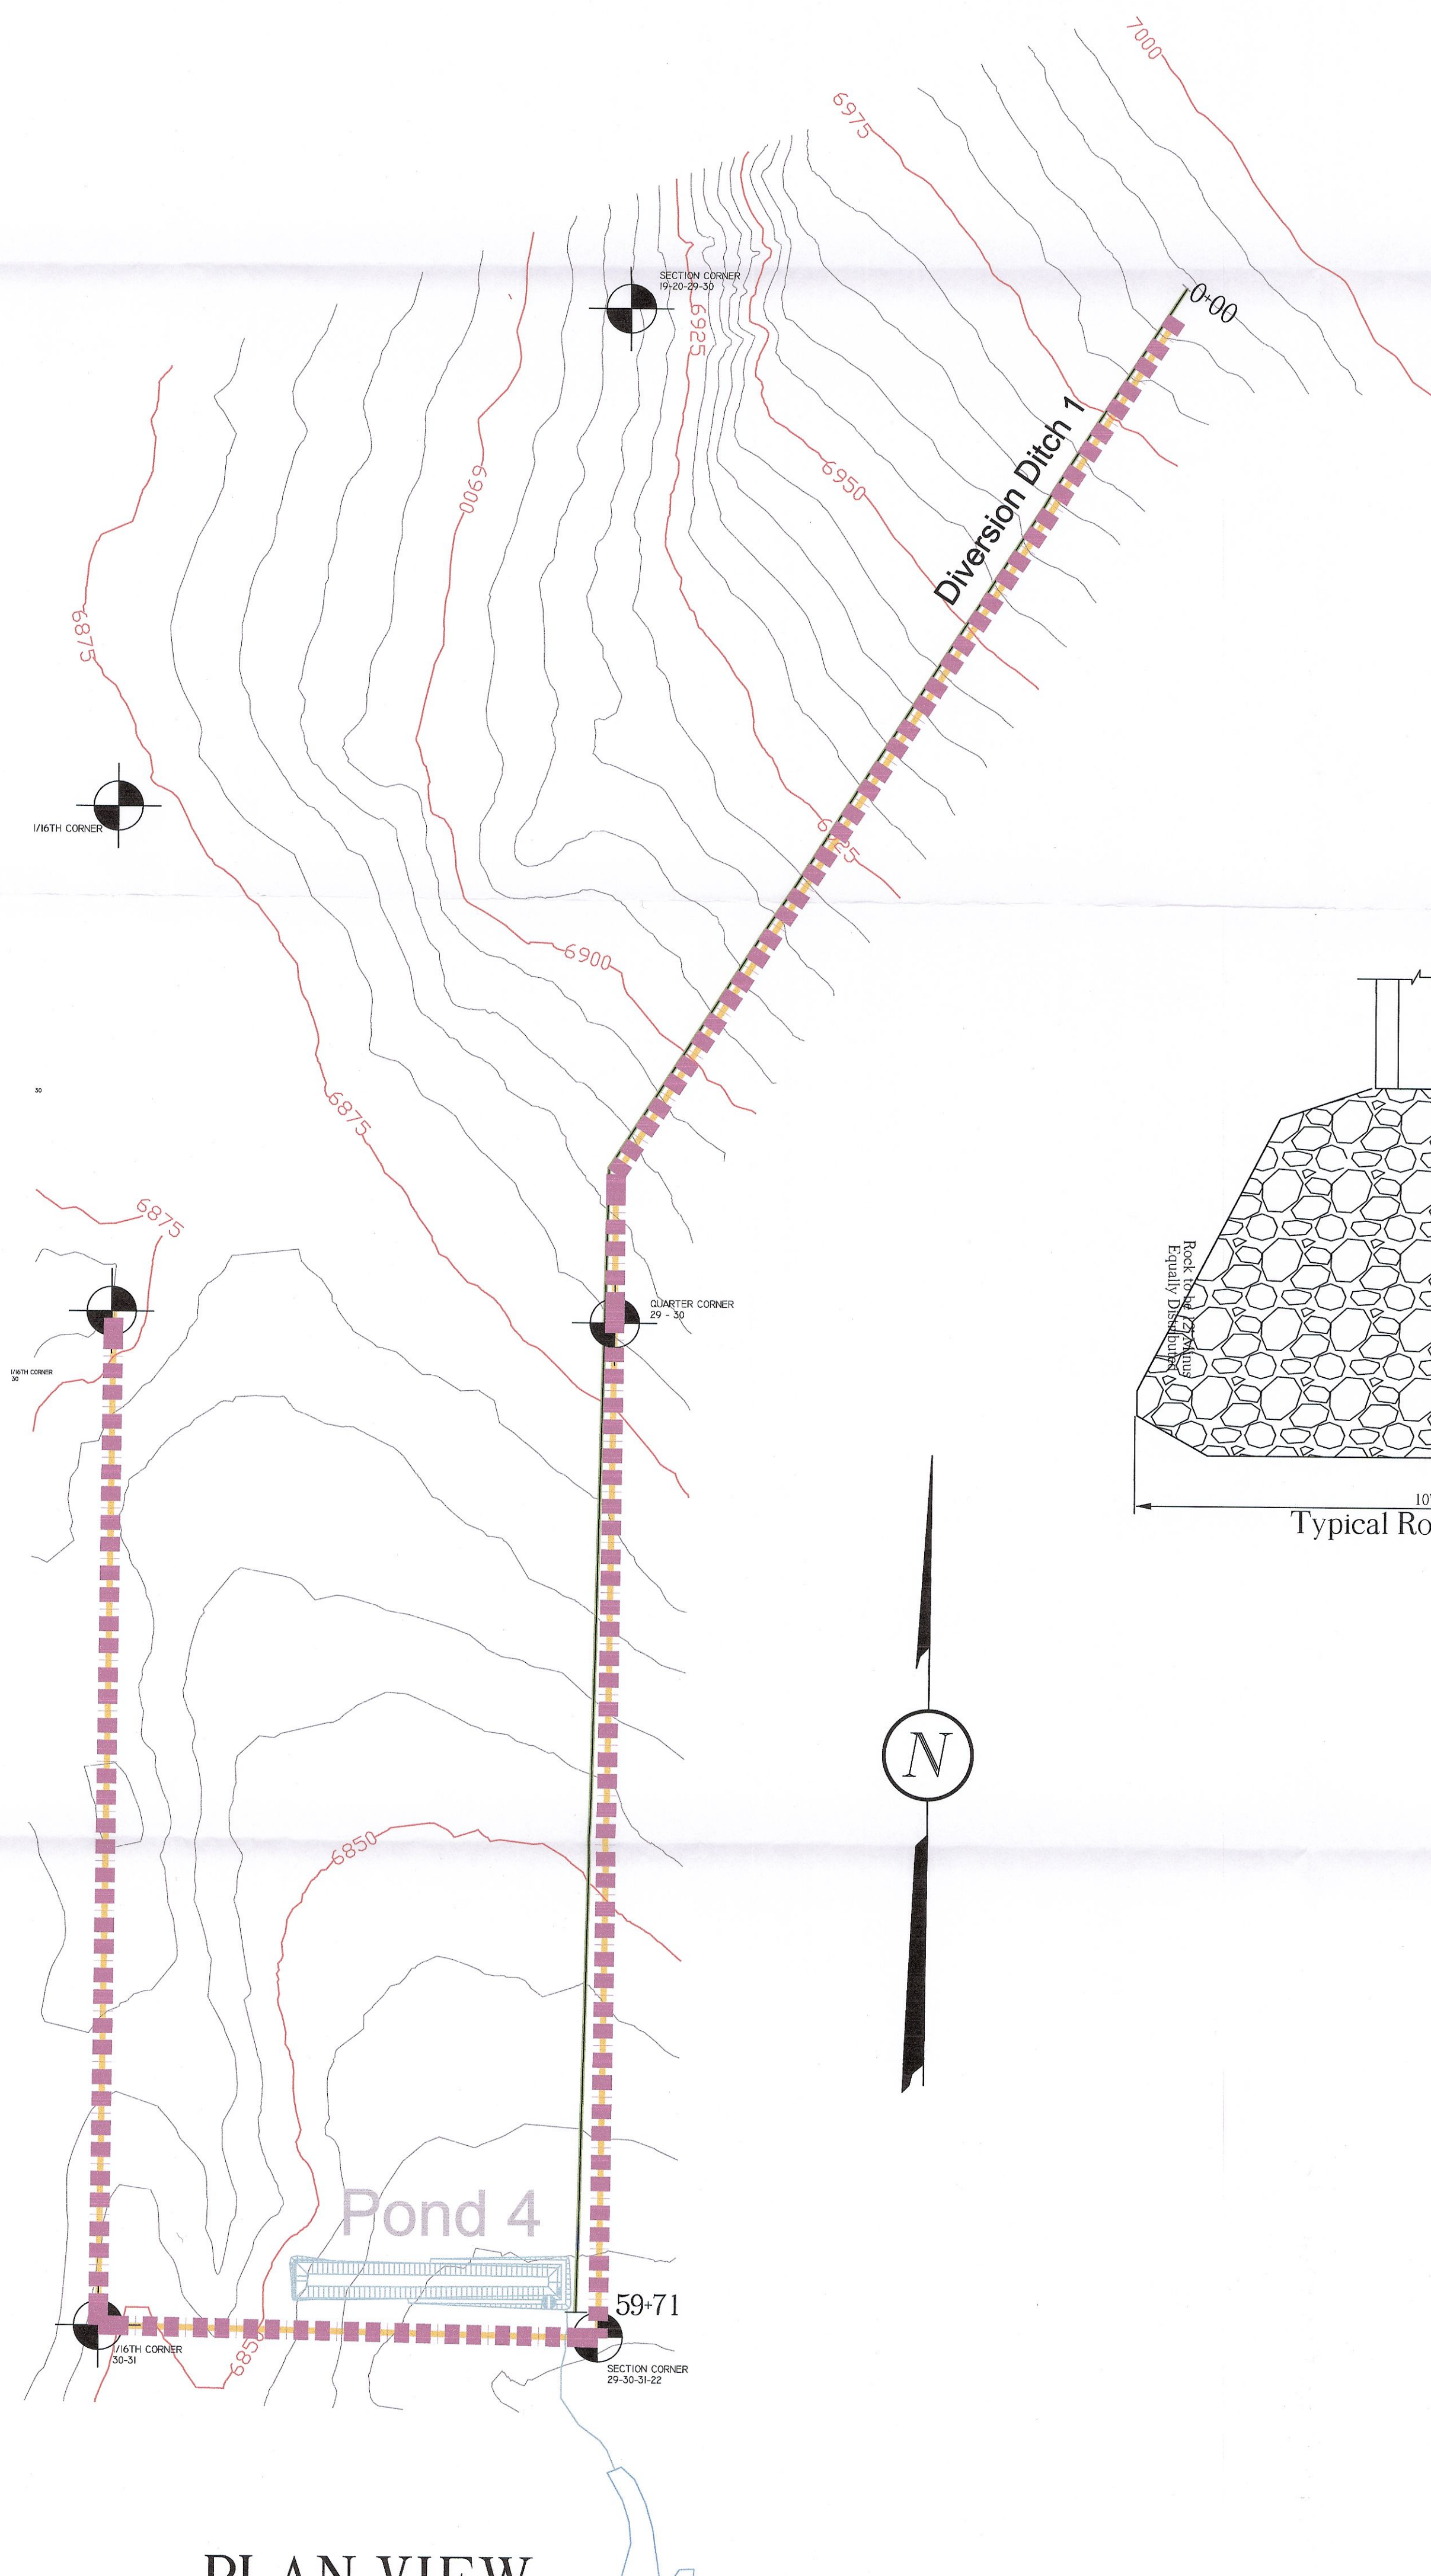 7000
6975
SECTION CORNER
19-20-29-30
0+00
6925
Diversion Ditch 1
6950
6900
6875
1/16TH CORNER
6900
30
6875
6875
QUARTER CORNER
29 - 30
Rock to be
Equally Distributed
1/16TH CORNER
30
10'
Typical Ro
N
6850
Pond 4
59+71
1/16TH CORNER
30-31
6850
SECTION CORNER
29-30-31-22
PLAN VIEW